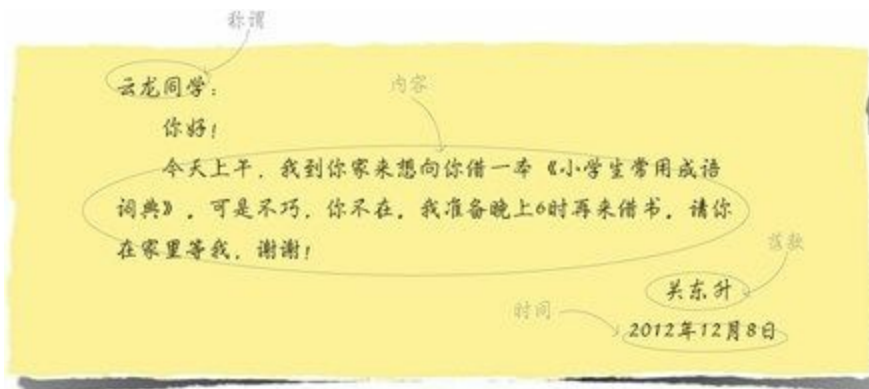 称谓
云龙同学：
内容
你好！
今天上午，我到你家来想向你借一本《小学生常用成语
词典》，可是不巧，你不在，我准备晚上6时再来借书，请你
在家里等我，谢谢！
落款
关东升
时间
2012年12月8日